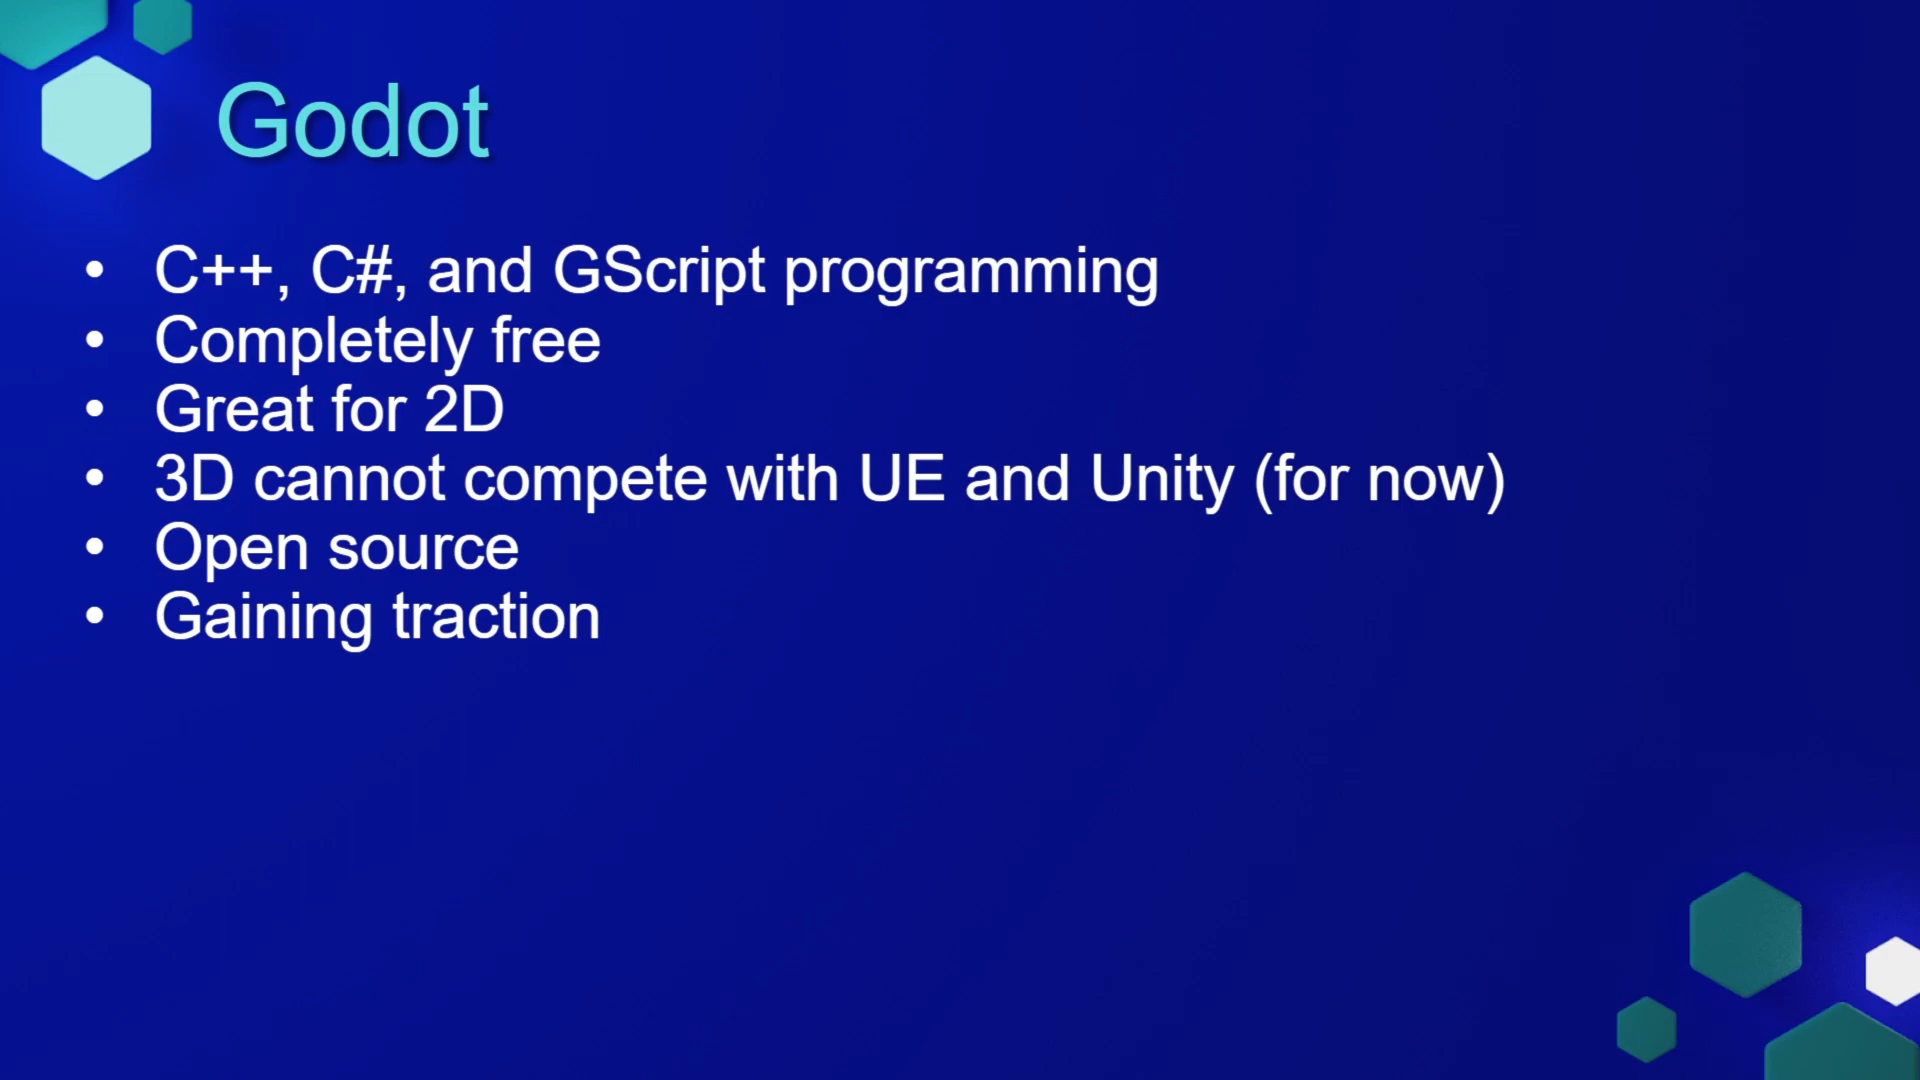 Godot
• C++, C#, and GScript programming
• Completely free
• Great for 2D
• 3D cannot compete with UE and Unity (for now)
• Open source
• Gaining traction